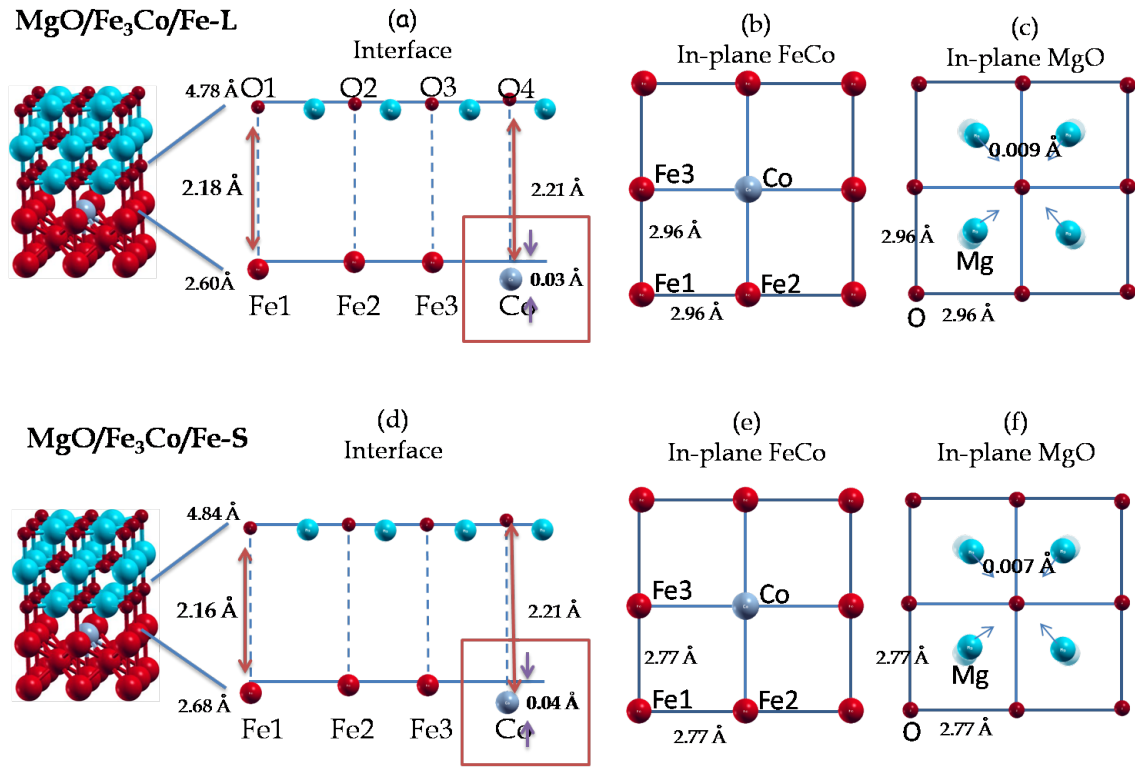 MgO/Fe3Co/Fe-L
(a)
Interface
(b)
In-plane FeCo
(c)
In-plane MgO
4.78 Å
O1
O2
O3
O4
2.18 Å
2.21 Å
2.60Å
0.03 Å
Fe1
Fe2
Fe3
Co
Fe3
Co
2.96 Å
Fe1
Fe2
2.96 Å
0.009 Å
2.96 Å
Mg
O
2.96 Å
MgO/Fe3Co/Fe-S
(d)
Interface
(e)
In-plane FeCo
(f)
In-plane MgO
4.84 Å
2.16 Å
2.21 Å
2.68 Å
0.04 Å
Fe1
Fe2
Fe3
Co
Fe3
Co
2.77 Å
Fe1
Fe2
2.77 Å
0.007 Å
2.77 Å
Mg
O
2.77 Å